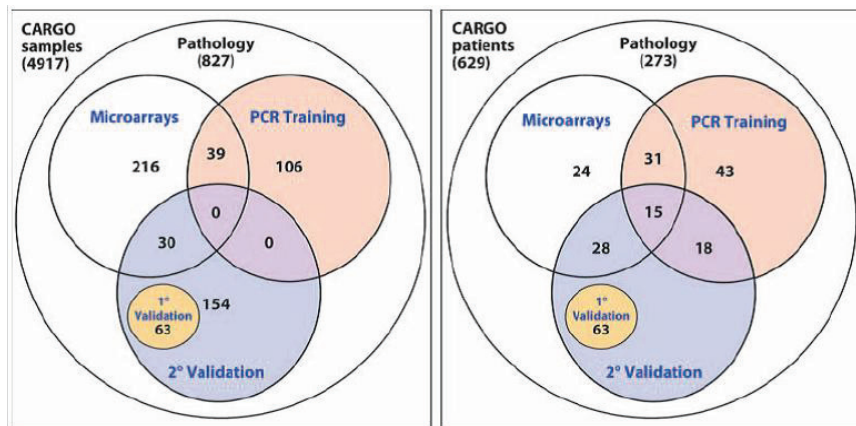 CARGO
samples
(4917)
Pathology
(827)
Microarrays
PCR Training
39
216
106
0
30
0
154
1°
Validation
63
2° Validation
CARGO
patients
(629)
Pathology
(273)
Microarrays
PCR Training
31
24
43
15
28
18
1°
Validation
63
2° Validation